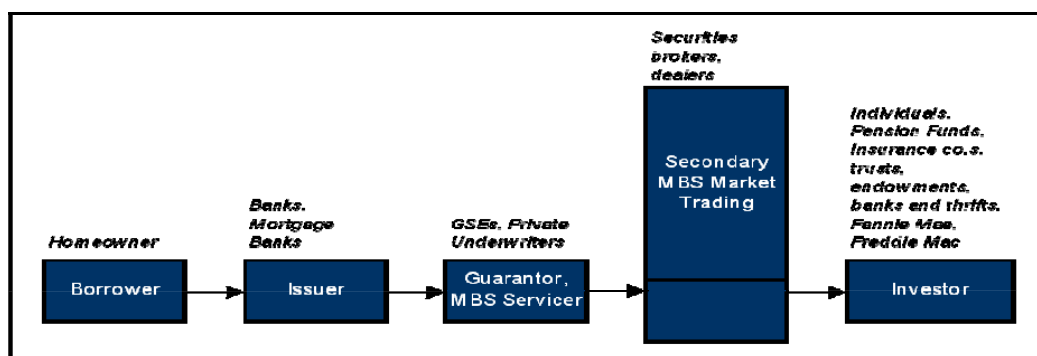 Homeowner
Borrower
Banks.
Mortgage
Banks
Issuer
GSEs, Private
Underwriters
Guarantor,
MBS Servicer
Securities
brokers,
dealers
Secondary
MBS Market
Trading
Individuals.
Pension Funds,
Insurance co.s.
trusts,
endowments,
banks and thrifts.
Fannie Mae,
Freddie Mac
Investor